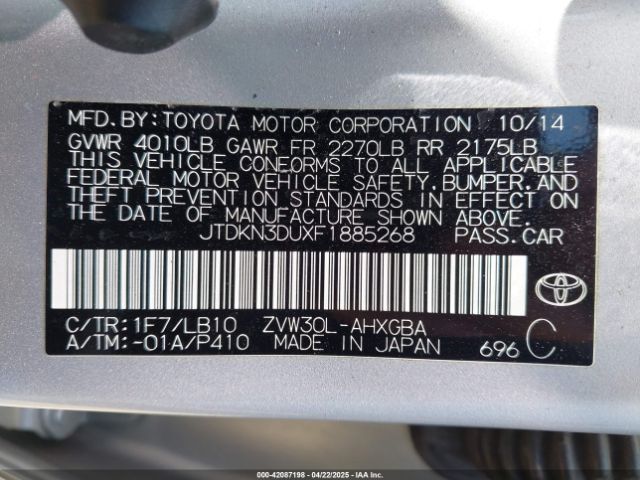 MFD. BY: TOYOTA MOTOR CORPORATION 10/14
GVWR 4010LB GAWR FR 2270LB RR 2175LB
THIS VEHICLE CONFORMS TO ALL APPLICABLE
FEDERAL MOTOR VEHICLE SAFETY, BUMPER, AND
THEFT PREVENTION STANDARDS IN EFFECT ON
THE DATE OF MANUFACTURE SHOWN ABOVE.
JTDKN3DUXF1885268 PASS. CAR
C/TR: 1F7/LB10 ZVW30L-AHXGBA
A/TM: -01A/P410 MADE IN JAPAN 696 C
000-42087198 - 04/22/2025 - IAA Inc.